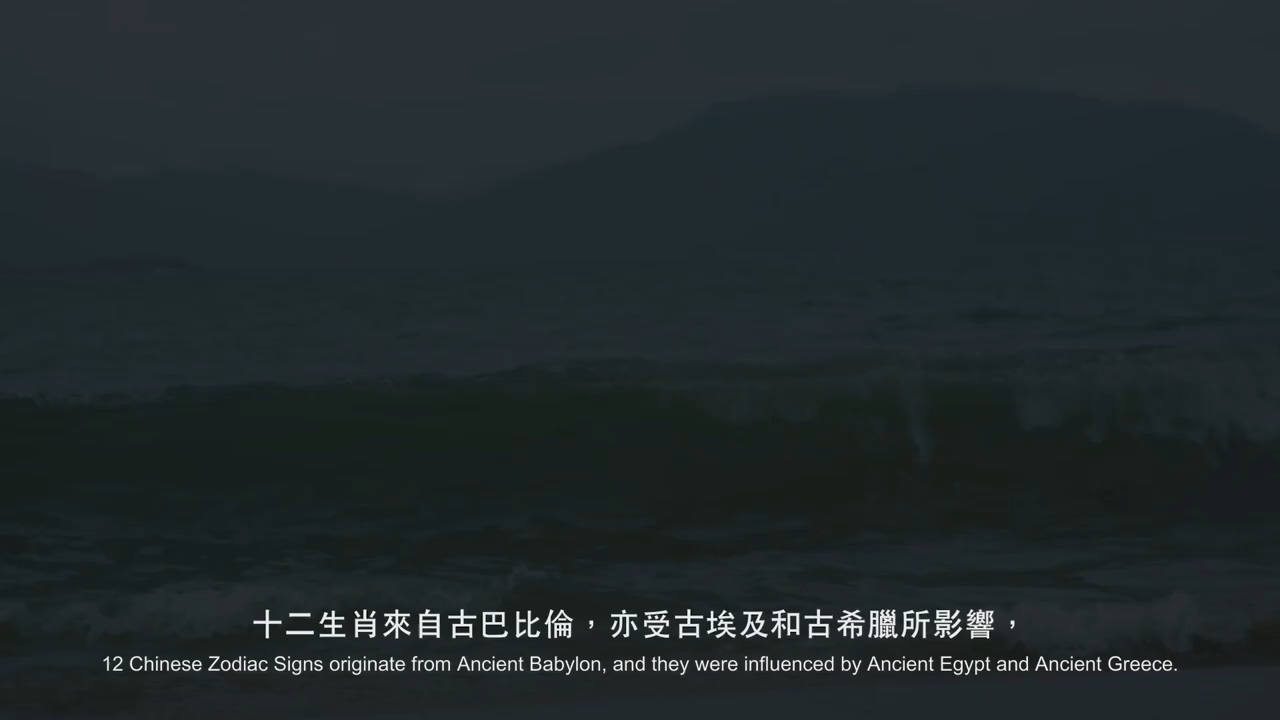 十二生肖來自古巴比倫，亦受古埃及和古希臘所影響，
12 Chinese Zodiac Signs originate from Ancient Babylon, and they were influenced by Ancient Egypt and Ancient Greece.